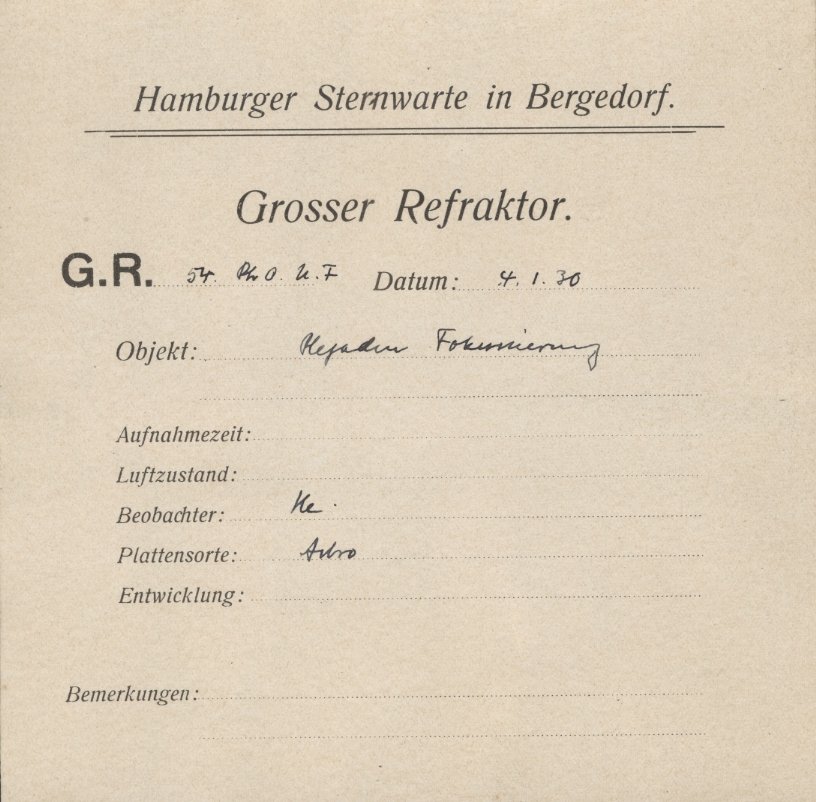 Hamburger Sternwarte in Bergedorf.
Grosser Refraktor.
G.R. 54. Ph O. U.F Datum: 4. 1. 30
Objekt: Plejaden Fokussierung
Aufnahmezeit:
Luftzustand:
Beobachter:
Plattensorte: Astro
Entwicklung:
Bemerkungen: